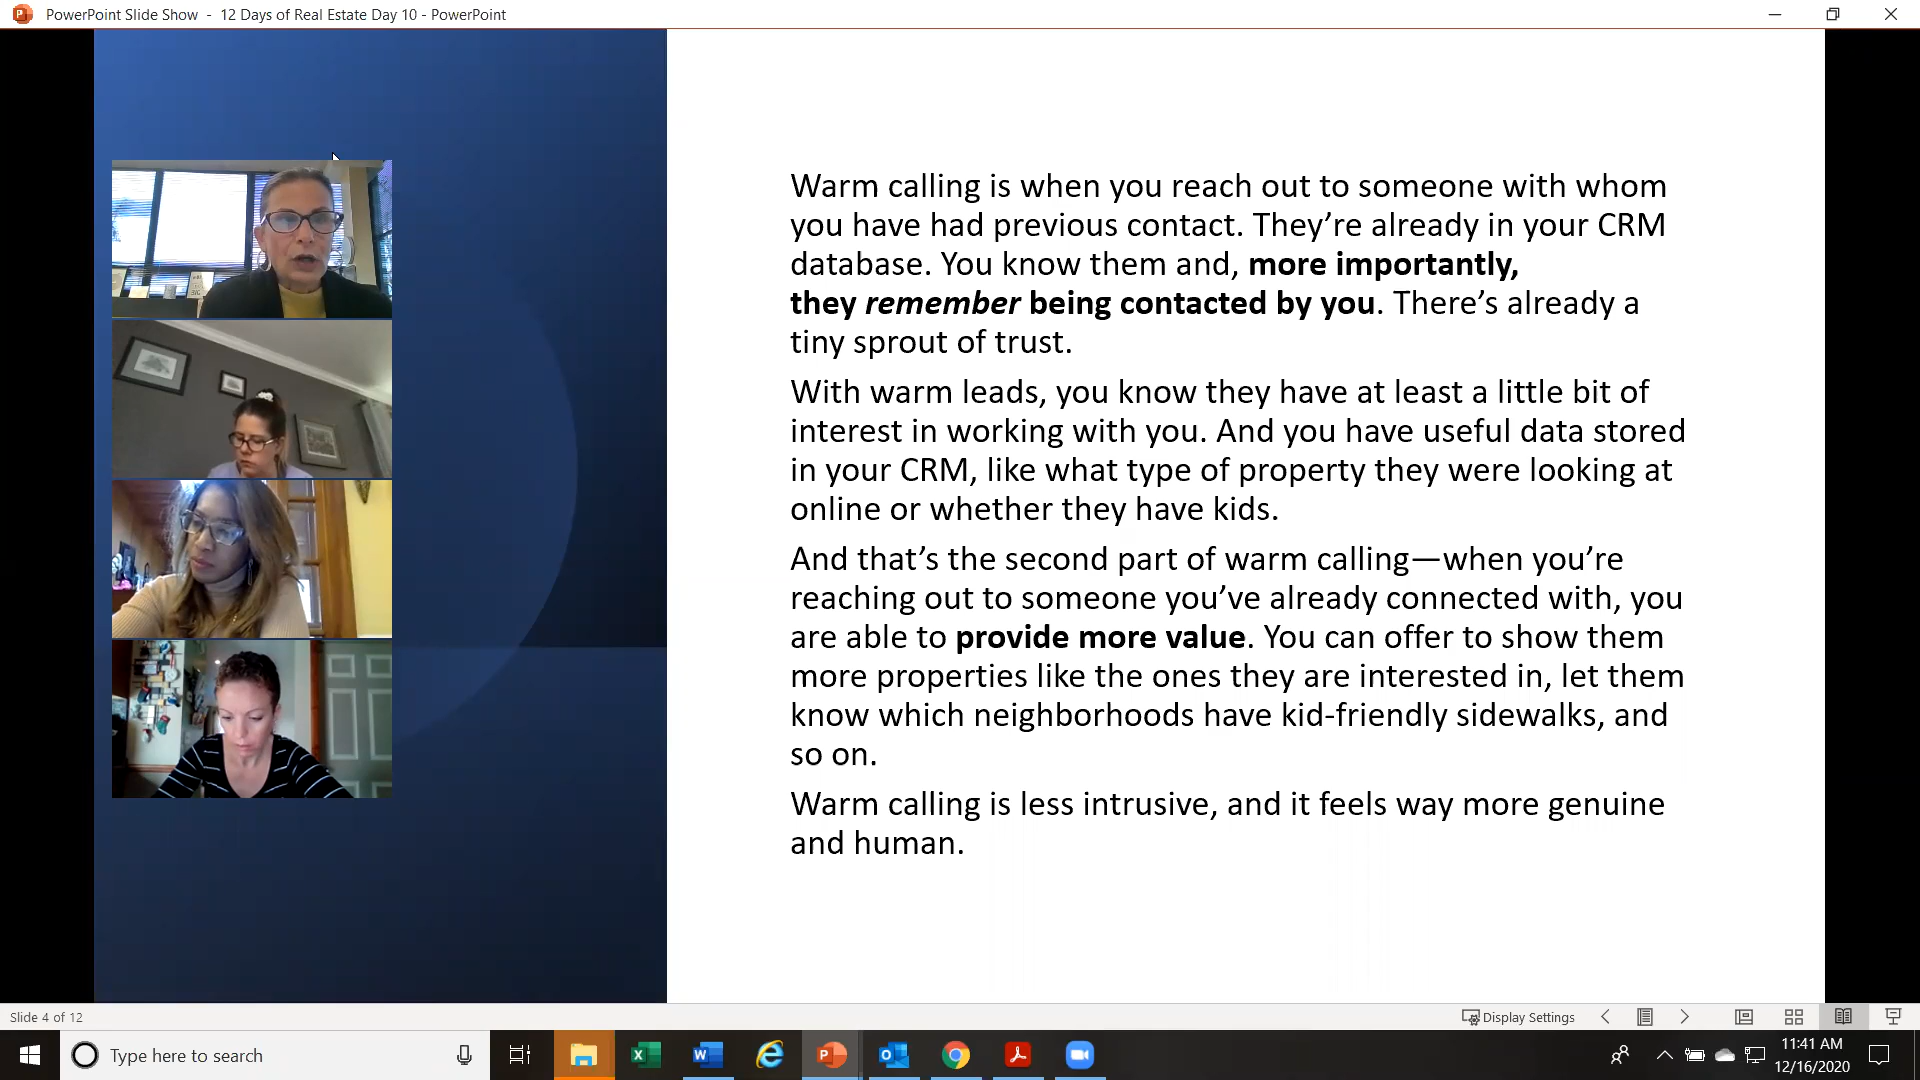 PowerPoint Slide Show - 12 Days of Real Estate Day 10 - PowerPoint
Warm calling is when you reach out to someone with whom
you have had previous contact. They’re already in your CRM
database. You know them and, more importantly,
they remember being contacted by you. There’s already a
tiny sprout of trust.
With warm leads, you know they have at least a little bit of
interest in working with you. And you have useful data stored
in your CRM, like what type of property they were looking at
online or whether they have kids.
And that’s the second part of warm calling—when you’re
reaching out to someone you’ve already connected with, you
are able to provide more value. You can offer to show them
more properties like the ones they are interested in, let them
know which neighborhoods have kid-friendly sidewalks, and
so on.
Warm calling is less intrusive, and it feels way more genuine
and human.
Slide 4 of 12
Display Settings
Type here to search
11:41 AM
12/16/2020